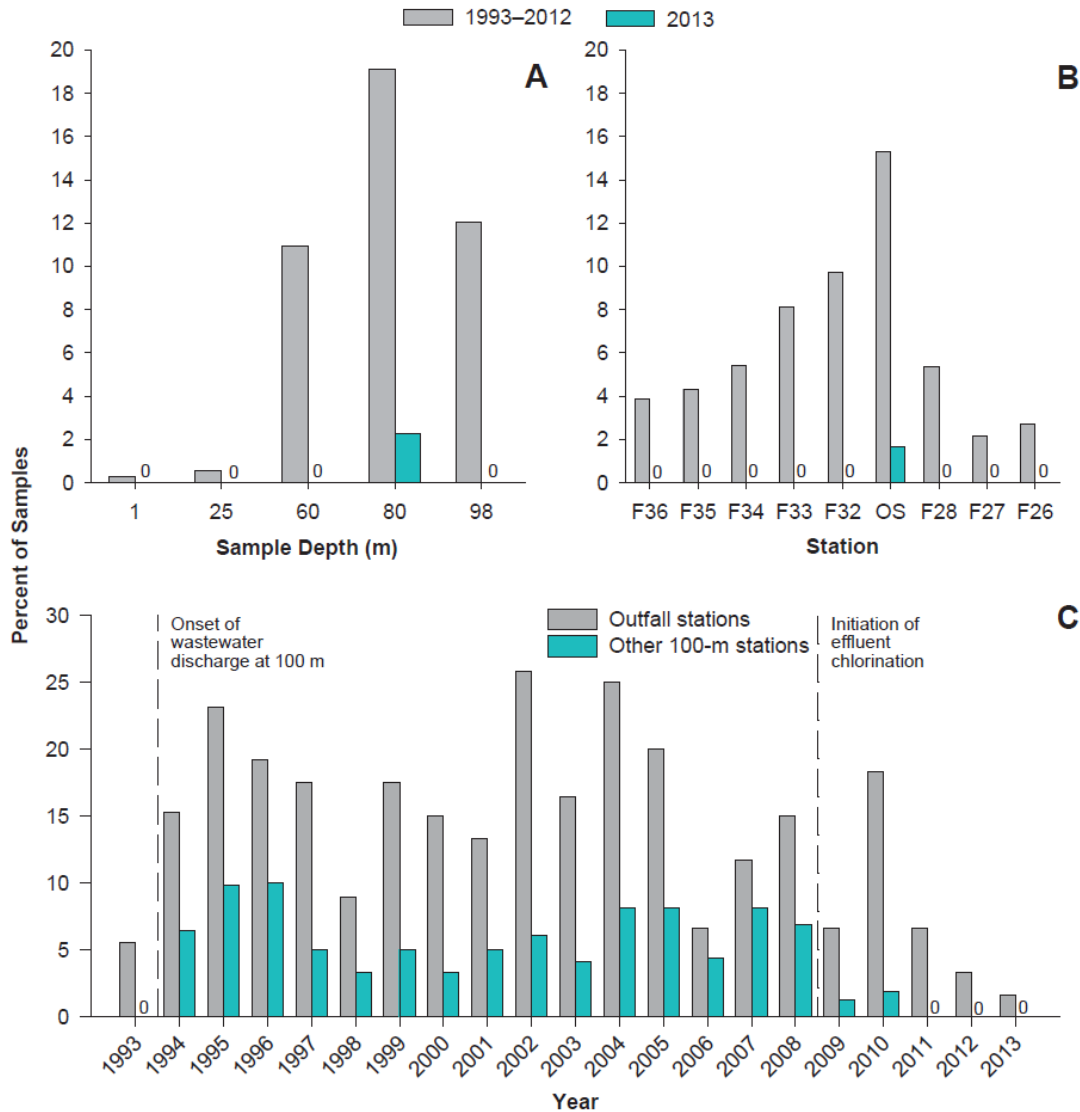 1993–2012 2013
A
20
18
16
14
12
10
8
6
4
2
0
0 0 0 0
1 25 60 80 98
Sample Depth (m)
B
20
18
16
14
12
10
8
6
4
2
0
0 0 0 0 0 0 0 0
F36 F35 F34 F33 F32 OS F28 F27 F26
Station
Percent of Samples
C
30
25
20
15
10
5
0
Onset of
wastewater
discharge at 100 m
Outfall stations
Other 100-m stations
Initiation of
effluent
chlorination
0 0 0 0
1993 1994 1995 1996 1997 1998 1999 2000 2001 2002 2003 2004 2005 2006 2007 2008 2009 2010 2011 2012 2013
Year